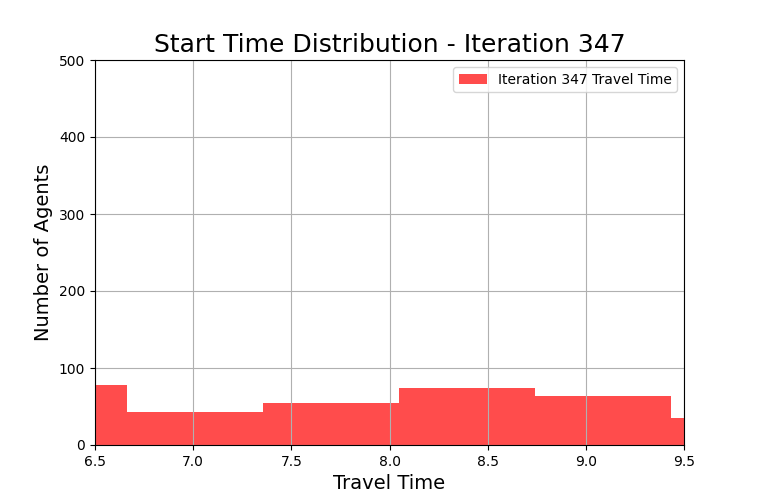 Start Time Distribution - Iteration 347
Iteration 347 Travel Time
Number of Agents
500
400
300
200
100
0
6.5 7.0 7.5 8.0 8.5 9.0 9.5
Travel Time